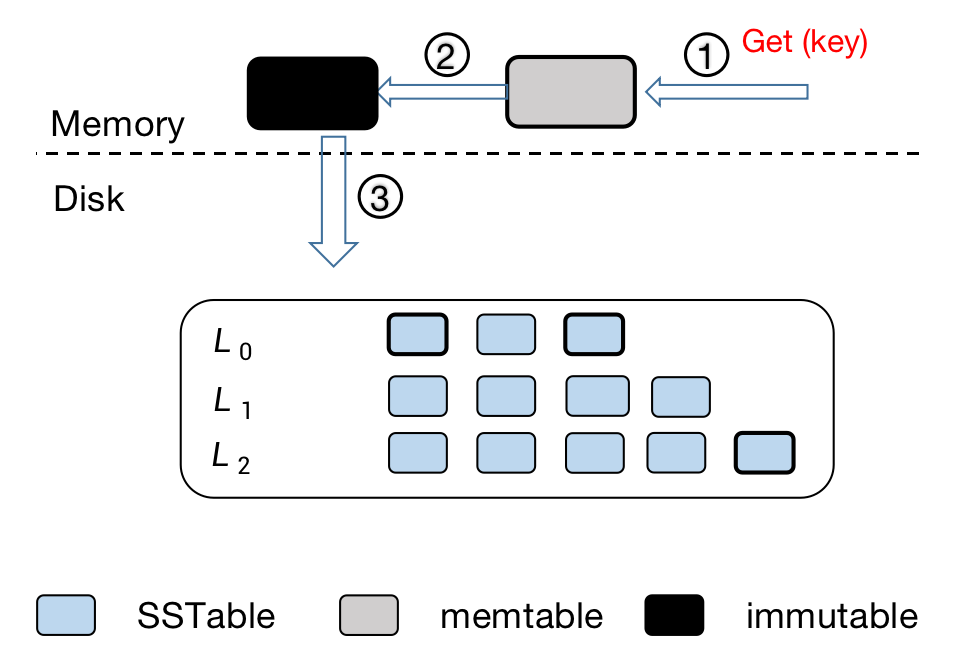 ① Get (key)
②
Memory
Disk
③
L 0
L 1
L 2
SSTable memtable immutable